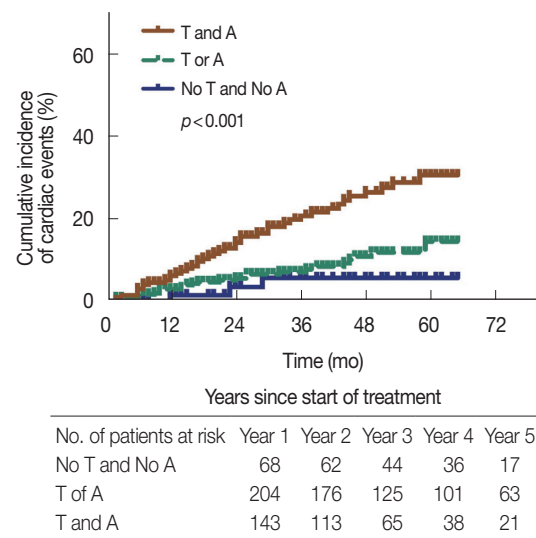 T and A
T or A
No T and No A
p<0.001
60
40
20
0
Cumulative incidence
of cardiac events (%)
0 12 24 36 48 60 72
Time (mo)
Years since start of treatment
No. of patients at risk Year 1 Year 2 Year 3 Year 4 Year 5
No T and No A 68 62 44 36 17
T of A 204 176 125 101 63
T and A 143 113 65 38 21